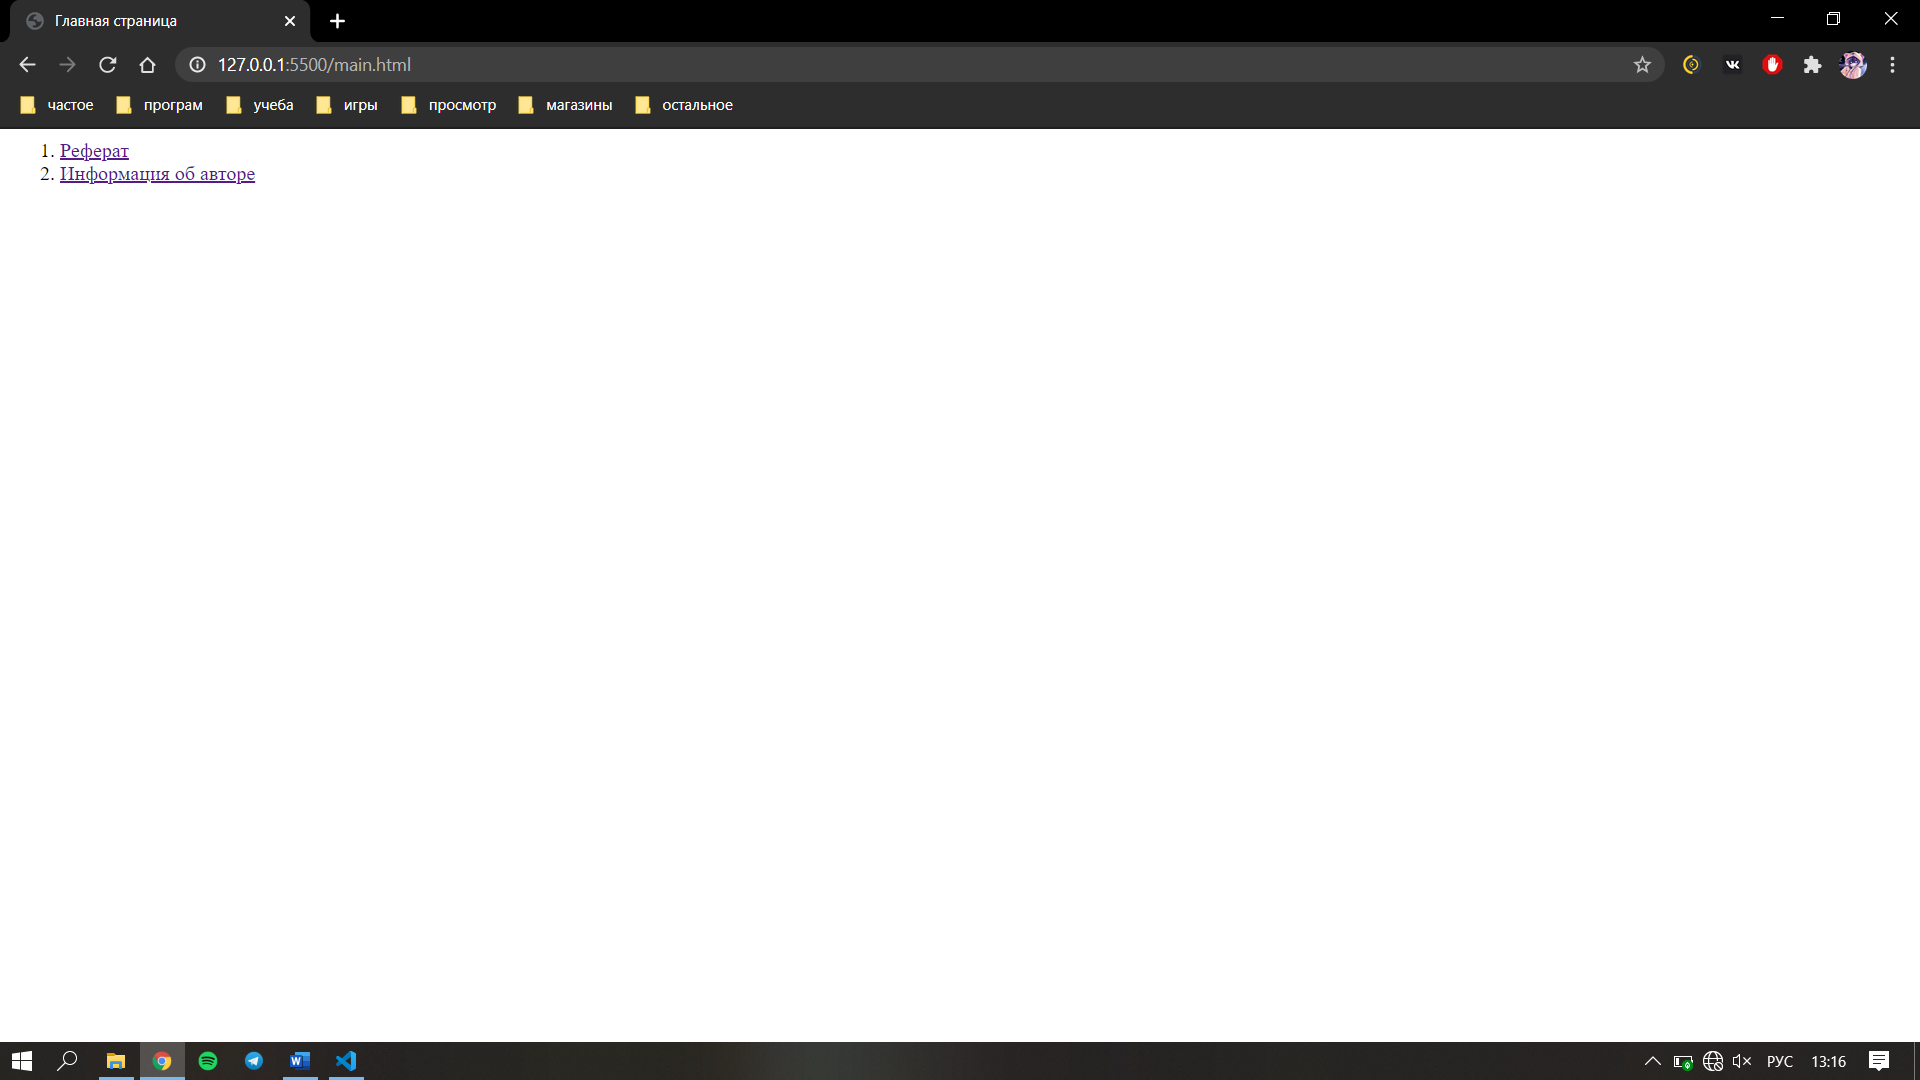 Главная страница
127.0.0.1:5500/main.html
частое програм учеба игры просмотр магазины остальное
1. Реферат
2. Информация об авторе
РУС 13:16